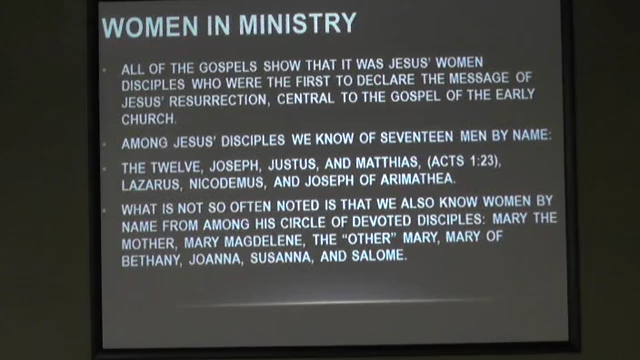 WOMEN IN MINISTRY
• ALL OF THE GOSPELS SHOW THAT IT WAS JESUS' WOMEN
DISCIPLES WHO WERE THE FIRST TO DECLARE THE MESSAGE OF
JESUS' RESURRECTION, CENTRAL TO THE GOSPEL OF THE EARLY
CHURCH.
• AMONG JESUS' DISCIPLES WE KNOW OF SEVENTEEN MEN BY NAME:
• THE TWELVE, JOSEPH, JUSTUS, AND MATTHIAS, (ACTS 1:23),
LAZARUS, NICODEMUS, AND JOSEPH OF ARIMATHEA.
• WHAT IS NOT SO OFTEN NOTED IS THAT WE ALSO KNOW WOMEN BY
NAME FROM AMONG HIS CIRCLE OF DEVOTED DISCIPLES: MARY THE
MOTHER, MARY MAGDELENE, THE "OTHER" MARY, MARY OF
BETHANY, JOANNA, SUSANNA, AND SALOME.